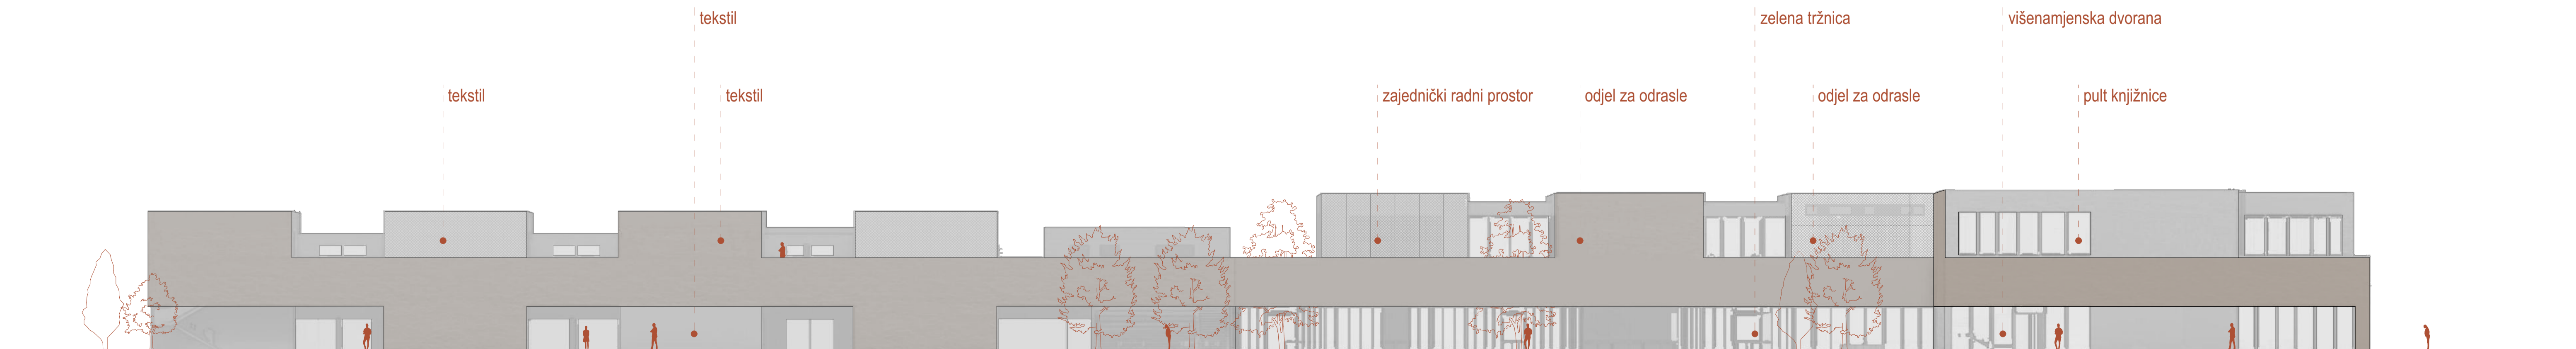 tekstil
zelena tržnica
višenamjenska dvorana
tekstil
tekstil
zajednički radni prostor
odjel za odrasle
odjel za odrasle
pult knjižnice